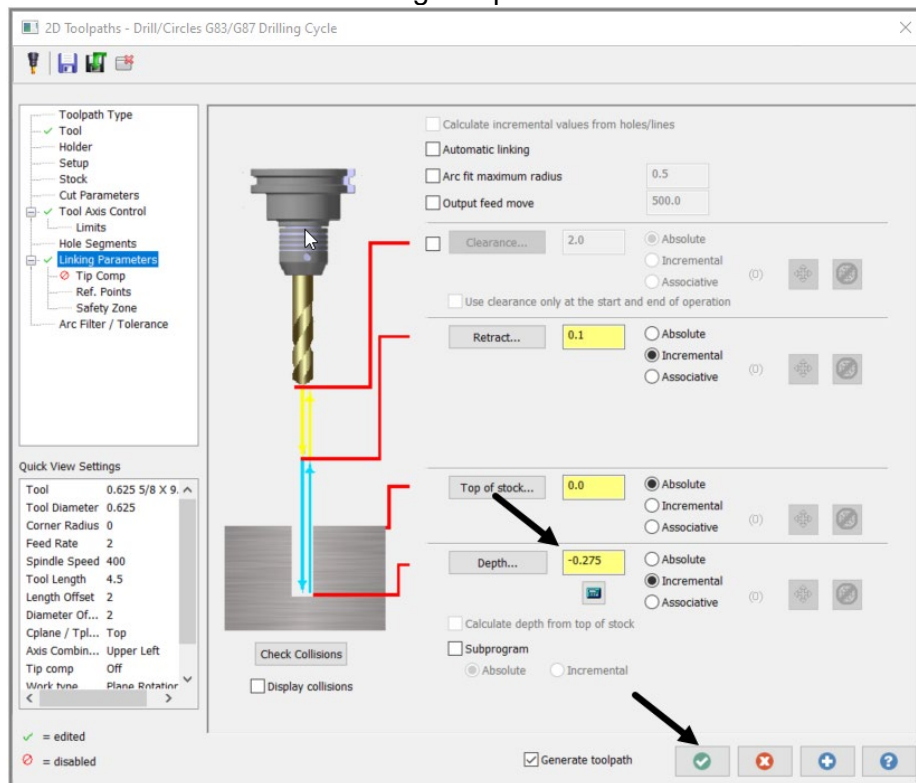 2D Toolpaths - Drill/Circles G83/G87 Drilling Cycle
Toolpath Type
Tool
Holder
Setup
Stock
Cut Parameters
Tool Axis Control
Limits
Hole Segments
Linking Parameters
Tip Comp
Ref. Points
Safety Zone
Arc Filter / Tolerance
Quick View Settings
Tool 0.625 5/8 X 9.
Tool Diameter 0.625
Corner Radius 0
Feed Rate 2
Spindle Speed 400
Tool Length 4.5
Length Offset 2
Diameter Of... 2
Cplane / Tpl... Top
Axis Combin... Upper Left
Tip comp Off
Work type Plane Rotation
= edited
= disabled
Calculate incremental values from holes/lines
Automatic linking
Arc fit maximum radius 0.5
Output feed move 500.0
Clearance... 2.0 Absolute
Incremental
Associative (0)
Use clearance only at the start and end of operation
Retract... 0.1 Absolute
Incremental
Associative (0)
Top of stock... 0.0 Absolute
Incremental
Associative (0)
Depth... -0.275 Absolute
Incremental
Associative (0)
Calculate depth from top of stock
Subprogram
Absolute Incremental
Check Collisions
Display collisions
Generate toolpath